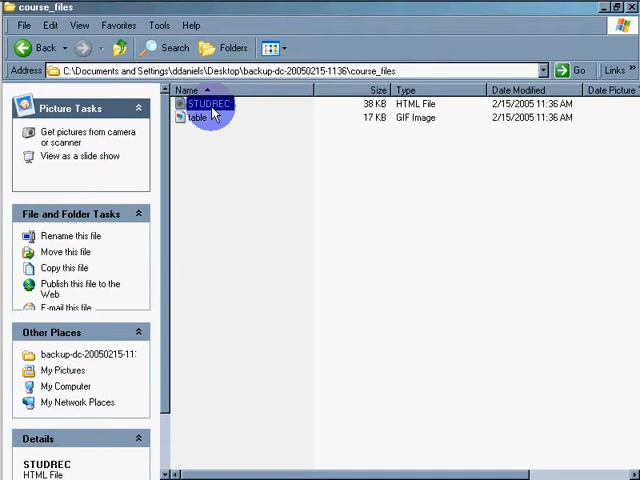 course_files
File Edit View Favorites Tools Help
Back Search Folders
Address C:\Documents and Settings\ddaniels\Desktop\backup-dc-20050215-1136\course_files Go Links »
Name Size Type Date Modified Date Picture
STUDREC 38 KB HTML File 2/15/2005 11:36 AM
table 17 KB GIF Image 2/15/2005 11:36 AM
Picture Tasks
Get pictures from camera
or scanner
View as a slide show
File and Folder Tasks
Rename this file
Move this file
Copy this file
Publish this file to the
Web
E-mail this file
Other Places
backup-dc-20050215-113
My Pictures
My Computer
My Network Places
Details
STUDREC
HTML File